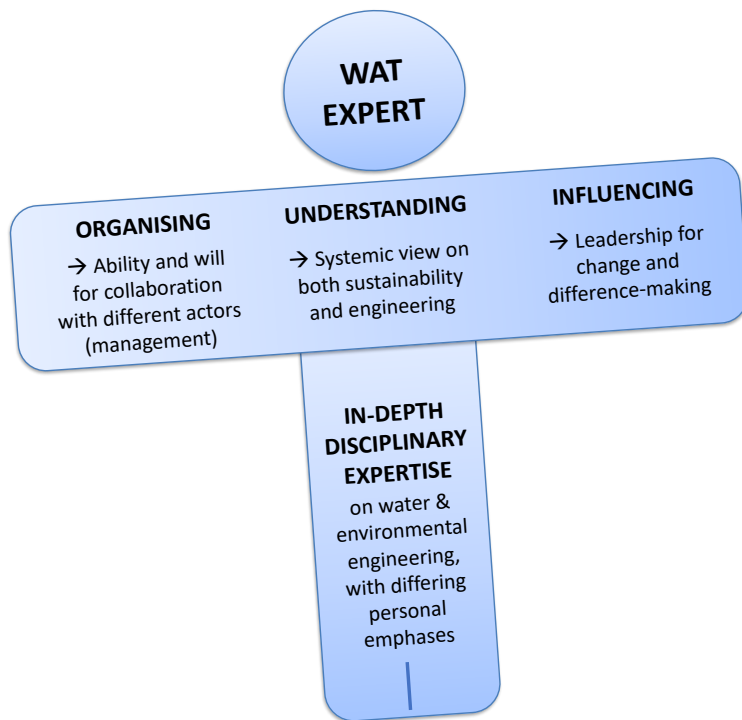 WAT
EXPERT
ORGANISING
→ Ability and will
for collaboration
with different actors
(management)
UNDERSTANDING
→ Systemic view on
both sustainability
and engineering
INFLUENCING
→ Leadership for
change and
difference-making
IN-DEPTH
DISCIPLINARY
EXPERTISE
on water &
environmental
engineering,
with differing
personal
emphases